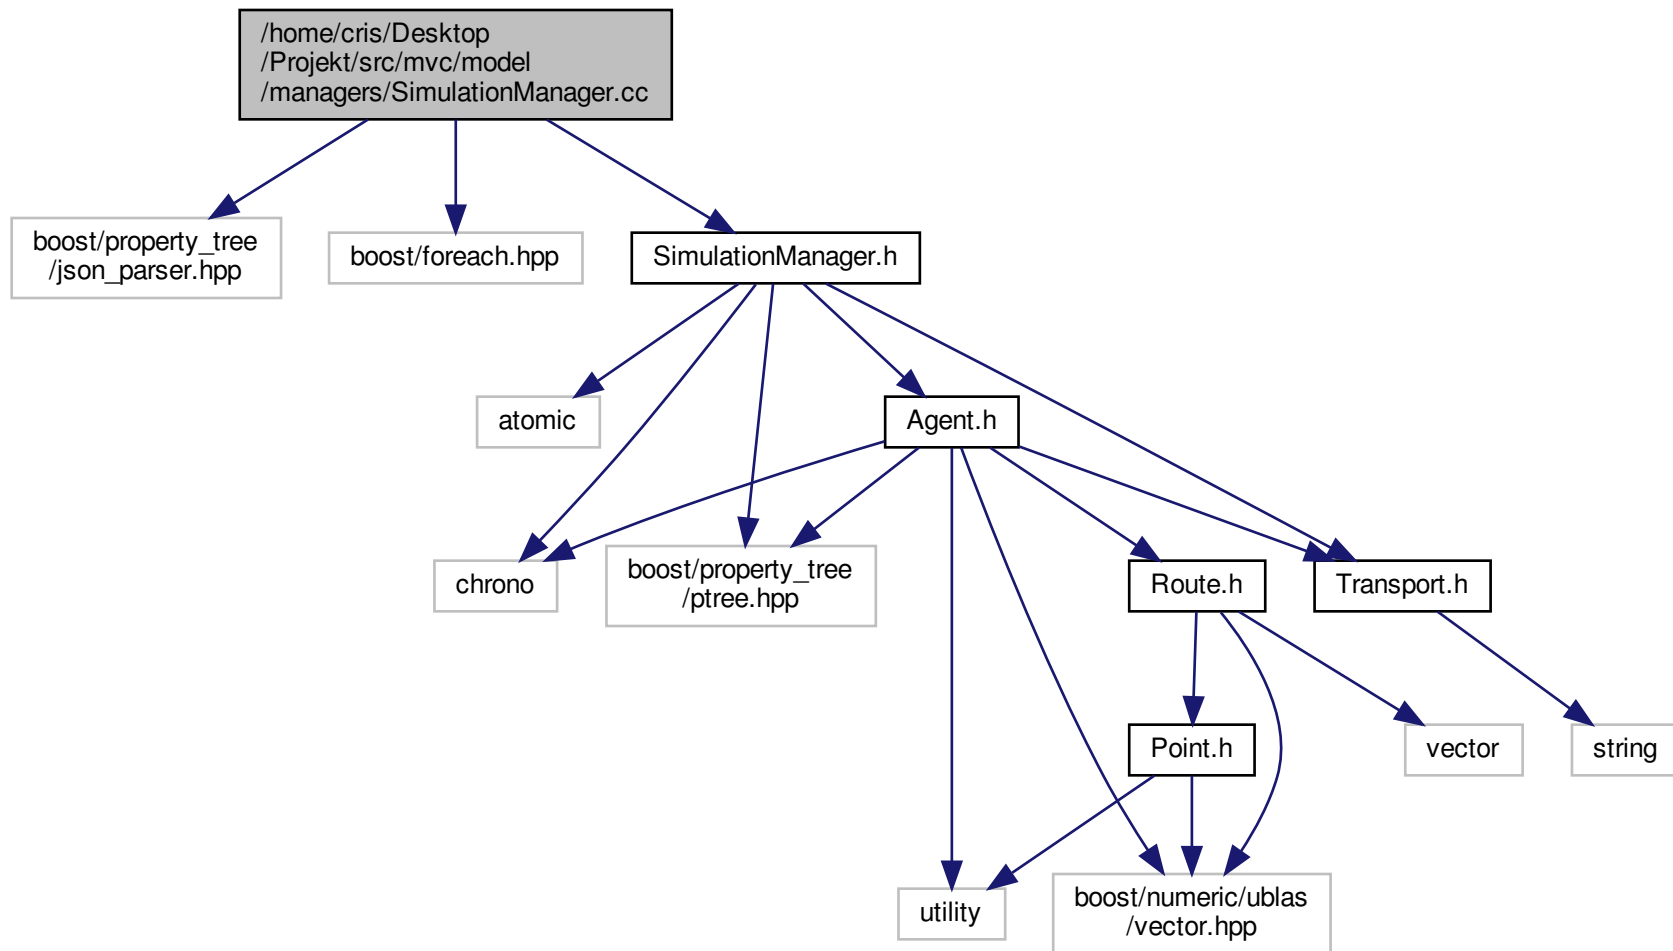 /home/cris/Desktop
/Projekt/src/mvc/model
/managers/SimulationManager.cc
boost/property_tree
/json_parser.hpp
boost/foreach.hpp
SimulationManager.h
atomic
Agent.h
chrono
boost/property_tree
/ptree.hpp
Route.h
Transport.h
Point.h
vector
string
utility
boost/numeric/ublas
/vector.hpp